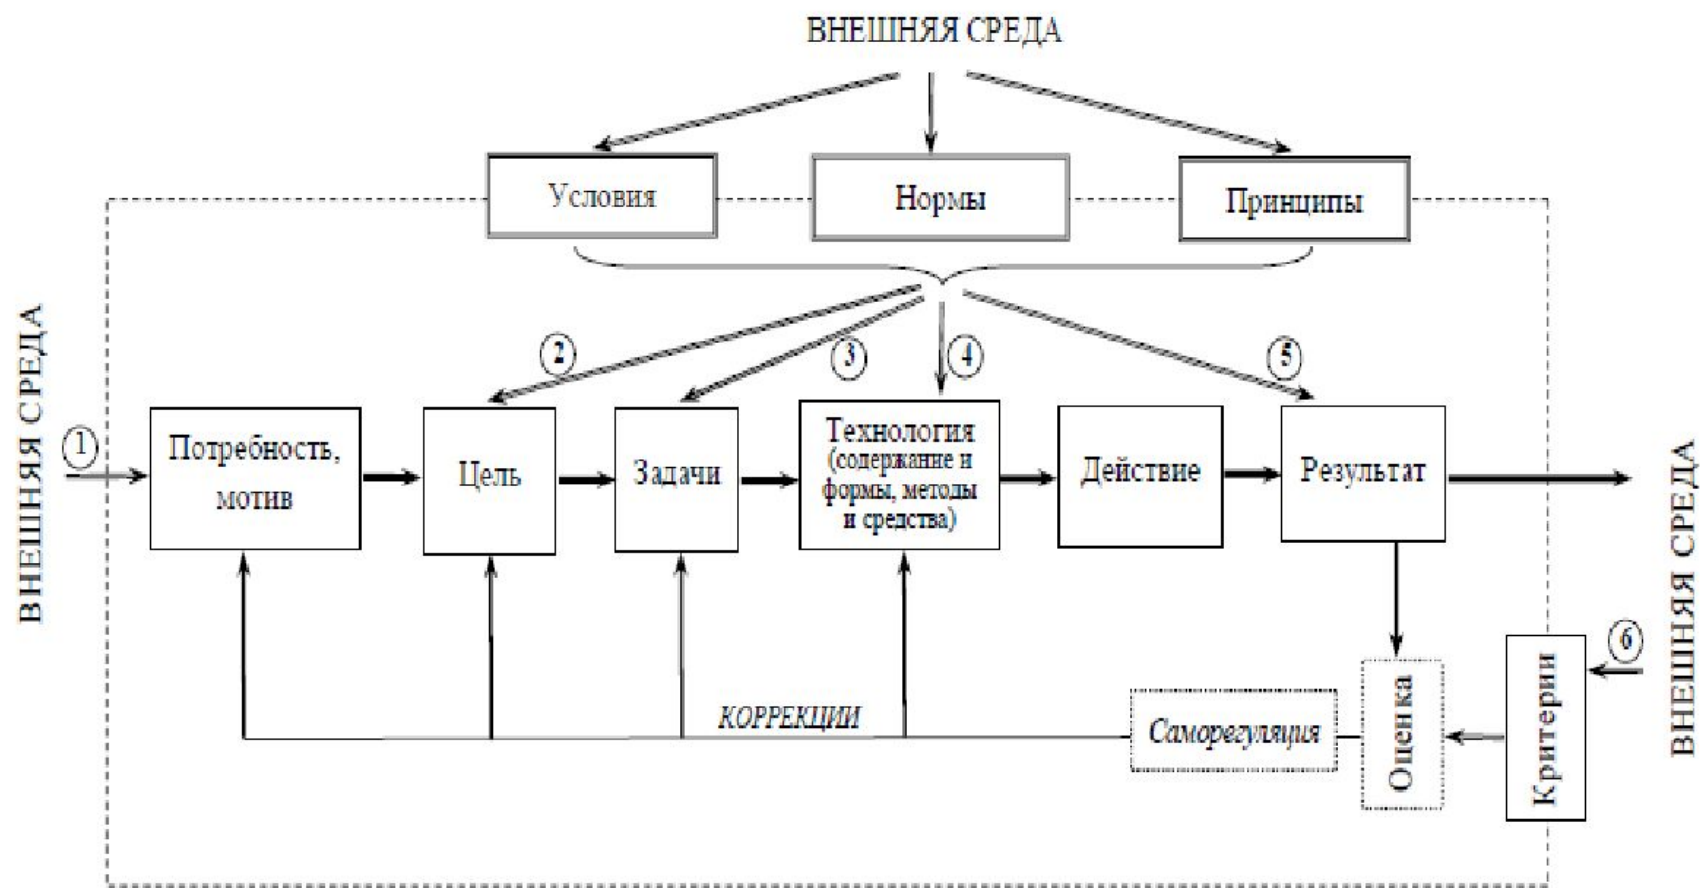 ВНЕШНЯЯ СРЕДА
Условия
Нормы
Принципы
ВНЕШНЯЯ СРЕДА
1
2
3
4
5
Потребность,
мотив
Цель
Задачи
Технология
(содержание и
формы, методы
и средства)
Действие
Результат
ВНЕШНЯЯ СРЕДА
6
КОРРЕКЦИИ
Саморегуляция
Оценка
Критерии